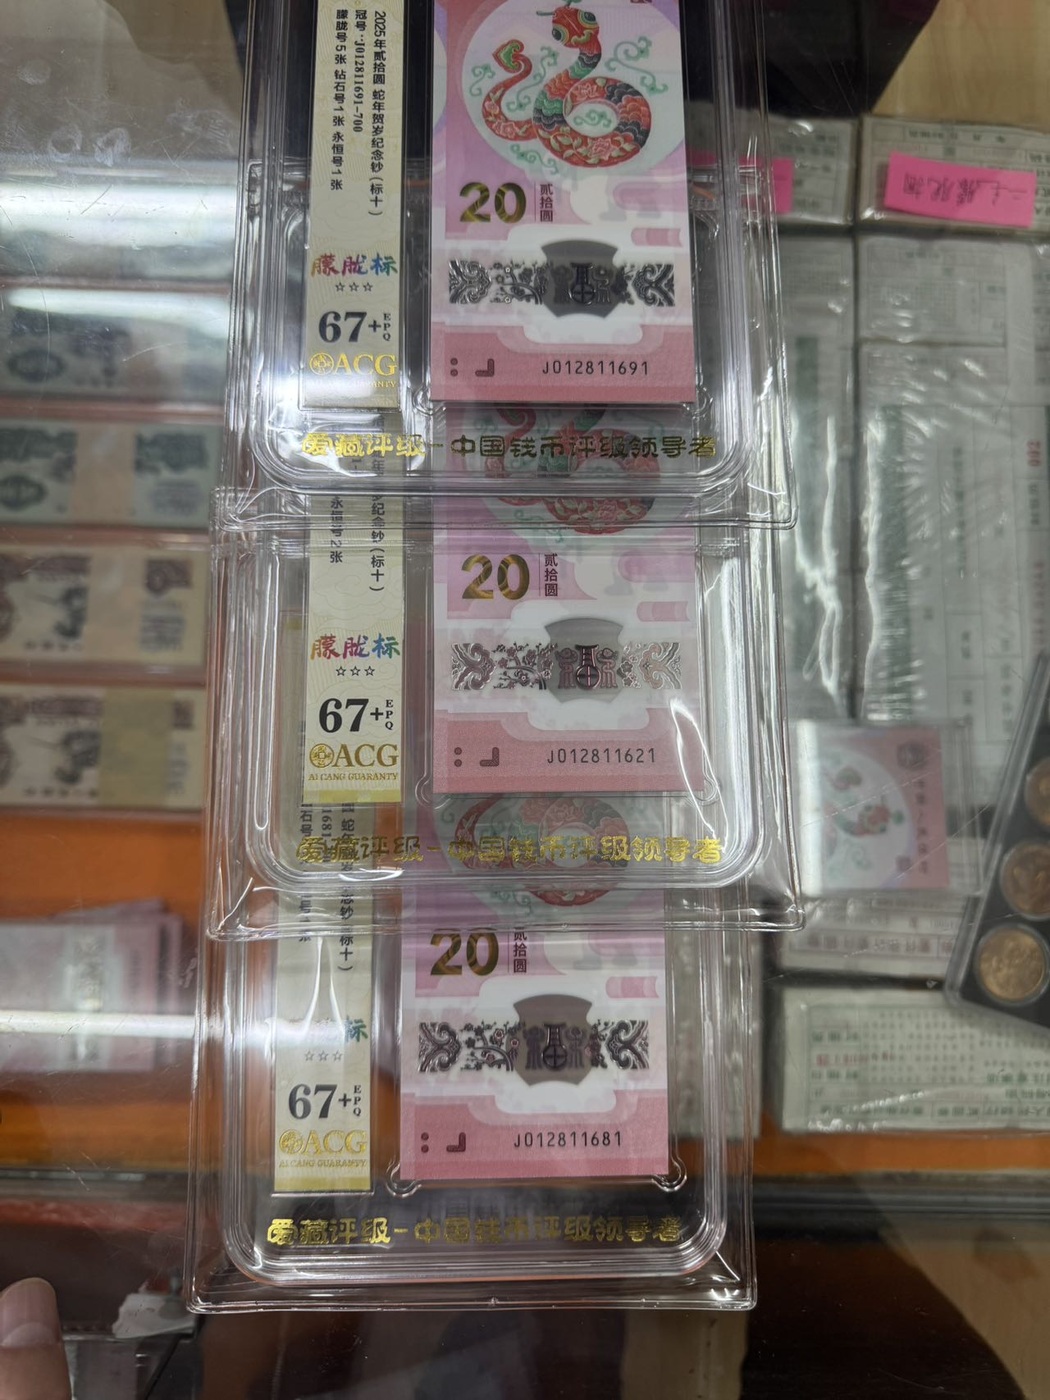 2025年贰拾圆 蛇年贺岁纪念钞(标十)
冠号:J012811691-700
朦胧号5张 钻石号1张 永恒号1张
朦胧标
☆☆☆
67+EPQ
ACG
20
贰拾圆
J012811691
爱藏评级-中国钱币评级领导者
纪念钞(标十)
永恒号2张
朦胧标
☆☆☆
67+EPQ
ACG
AI CANG GUARANTY
20
贰拾圆
J012811621
爱藏评级-中国钱币评级领导者
念钞(标十)
标
☆☆☆
67+EPQ
ACG
AI CANG GUARANTY
20
贰拾圆
J012811681
爱藏评级-中国钱币评级领导者